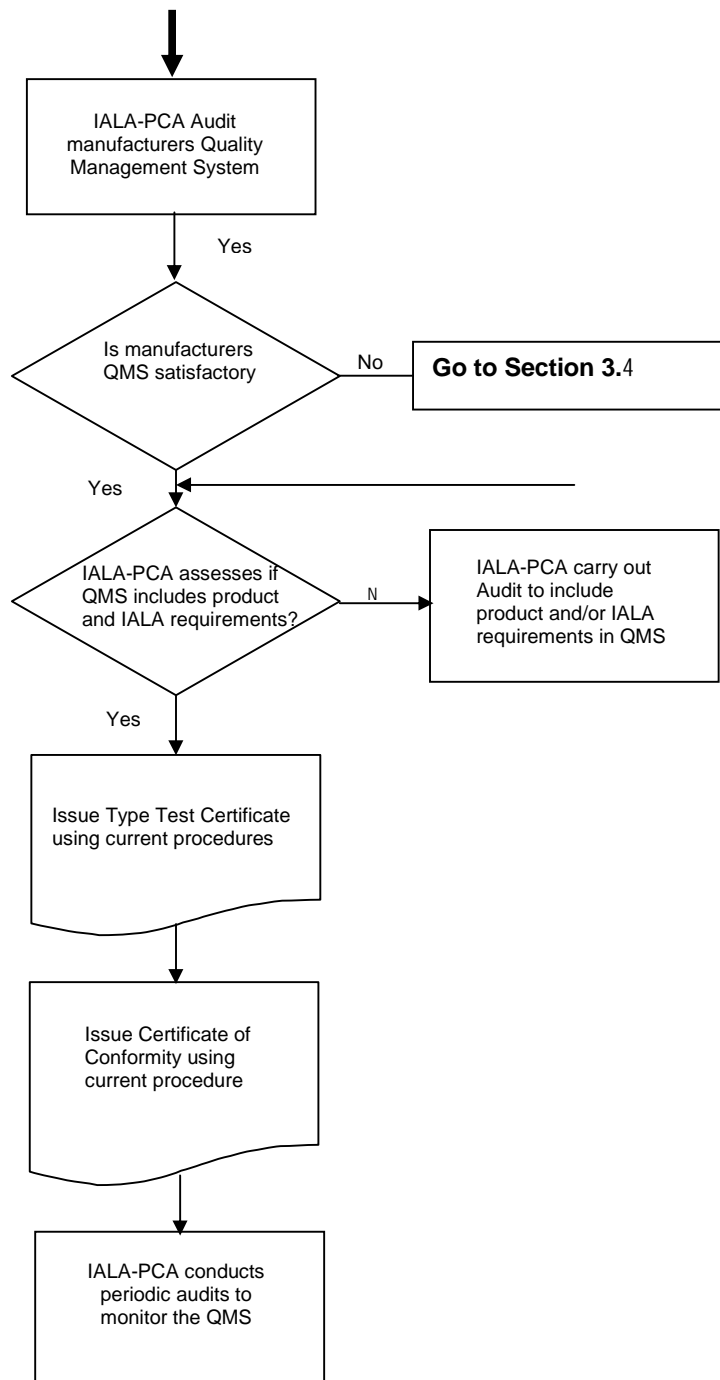 IALA-PCA Audit
manufacturers Quality
Management System
Yes
Is manufacturers
QMS satisfactory
No
Go to Section 3.4
Yes
IALA-PCA assesses if
QMS includes product
and IALA requirements?
N
IALA-PCA carry out
Audit to include
product and/or IALA
requirements in QMS
Yes
Issue Type Test Certificate
using current procedures
Issue Certificate of
Conformity using
current procedure
IALA-PCA conducts
periodic audits to
monitor the QMS